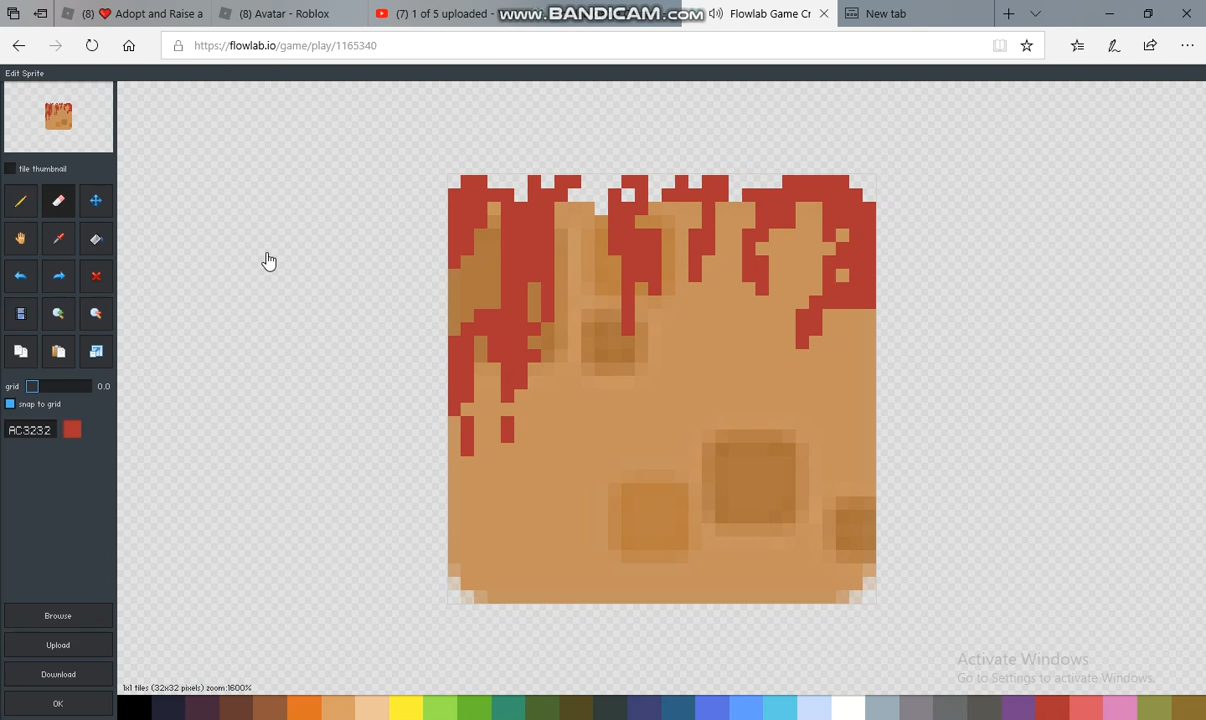 (8) ❤ Adopt and Raise a
(8) Avatar - Roblox
(7) 1 of 5 uploaded -
www.BANDICAM.com
Flowlab Game Cr
New tab
https://flowlab.io/game/play/1165340
Edit Sprite
tile thumbnail
grid
0.0
snap to grid
AC3232
Browse
Upload
Download
OK
1x1 tiles (32x32 pixels) zoom:1600%
Activate Windows
Go to Settings to activate Windows.